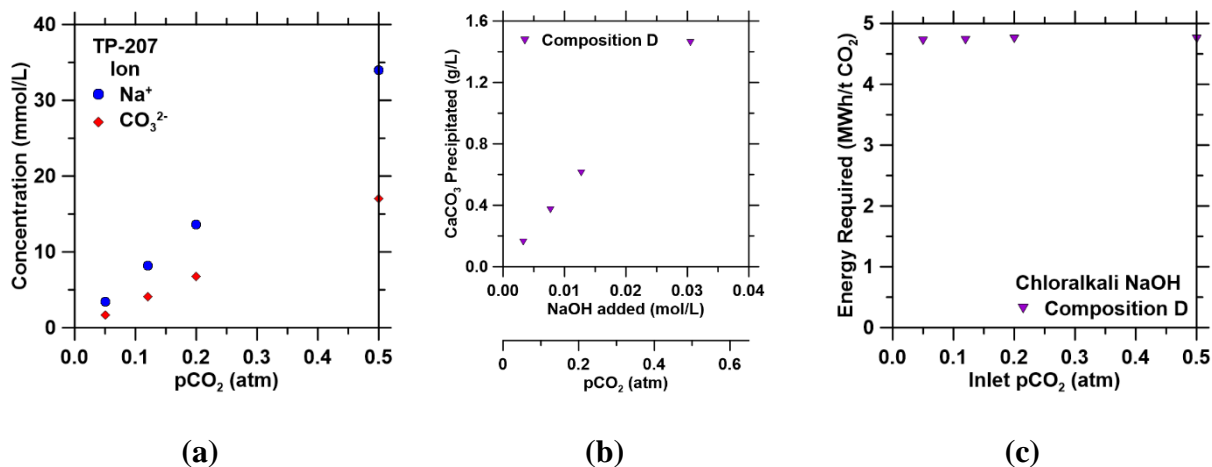 Concentration (mmol/L)
40
30
20
10
0
TP-207
Ion
Na⁺
CO₃²⁻
0.0 0.1 0.2 0.3 0.4 0.5
pCO₂ (atm)
(a)
CaCO₃ Precipitated (g/L)
1.6
1.2
0.8
0.4
0.0
Composition D
0.00 0.01 0.02 0.03 0.04
NaOH added (mol/L)
0 0.2 0.4 0.6
pCO₂ (atm)
(b)
Energy Required (MWh/t CO₂)
5
4
3
2
1
0
Chloralkali NaOH
Composition D
0.0 0.1 0.2 0.3 0.4 0.5
Inlet pCO₂ (atm)
(c)